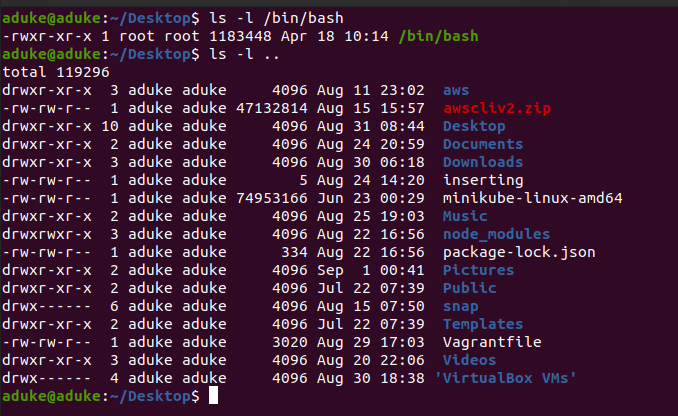 aduke@aduke:~/Desktop$ ls -l /bin/bash
-rwxr-xr-x 1 root root 1183448 Apr 18 10:14 /bin/bash
aduke@aduke:~/Desktop$ ls -l ..
total 119296
drwxr-xr-x  3 aduke aduke     4096 Aug 11 23:02  aws
-rw-rw-r--  1 aduke aduke 47132814 Aug 15 15:57  awscliv2.zip
drwxr-xr-x 10 aduke aduke     4096 Aug 31 08:44  Desktop
drwxr-xr-x  2 aduke aduke     4096 Aug 24 20:59  Documents
drwxr-xr-x  3 aduke aduke     4096 Aug 30 06:18  Downloads
-rw-rw-r--  1 aduke aduke        5 Aug 24 14:20  inserting
-rw-rw-r--  1 aduke aduke 74953166 Jun 23 00:29  minikube-linux-amd64
drwxr-xr-x  2 aduke aduke     4096 Aug 25 19:03  Music
drwxrwxr-x  3 aduke aduke     4096 Aug 22 16:56  node_modules
-rw-rw-r--  1 aduke aduke      334 Aug 22 16:56  package-lock.json
drwxr-xr-x  2 aduke aduke     4096 Sep  1 00:41  Pictures
drwxr-xr-x  2 aduke aduke     4096 Jul 22 07:39  Public
drwx------  6 aduke aduke     4096 Aug 15 07:50  snap
drwxr-xr-x  2 aduke aduke     4096 Jul 22 07:39  Templates
-rw-rw-r--  1 aduke aduke     3020 Aug 29 17:03  Vagrantfile
drwxr-xr-x  3 aduke aduke     4096 Aug 20 22:06  Videos
drwx------  4 aduke aduke     4096 Aug 30 18:38 'VirtualBox VMs'
aduke@aduke:~/Desktop$